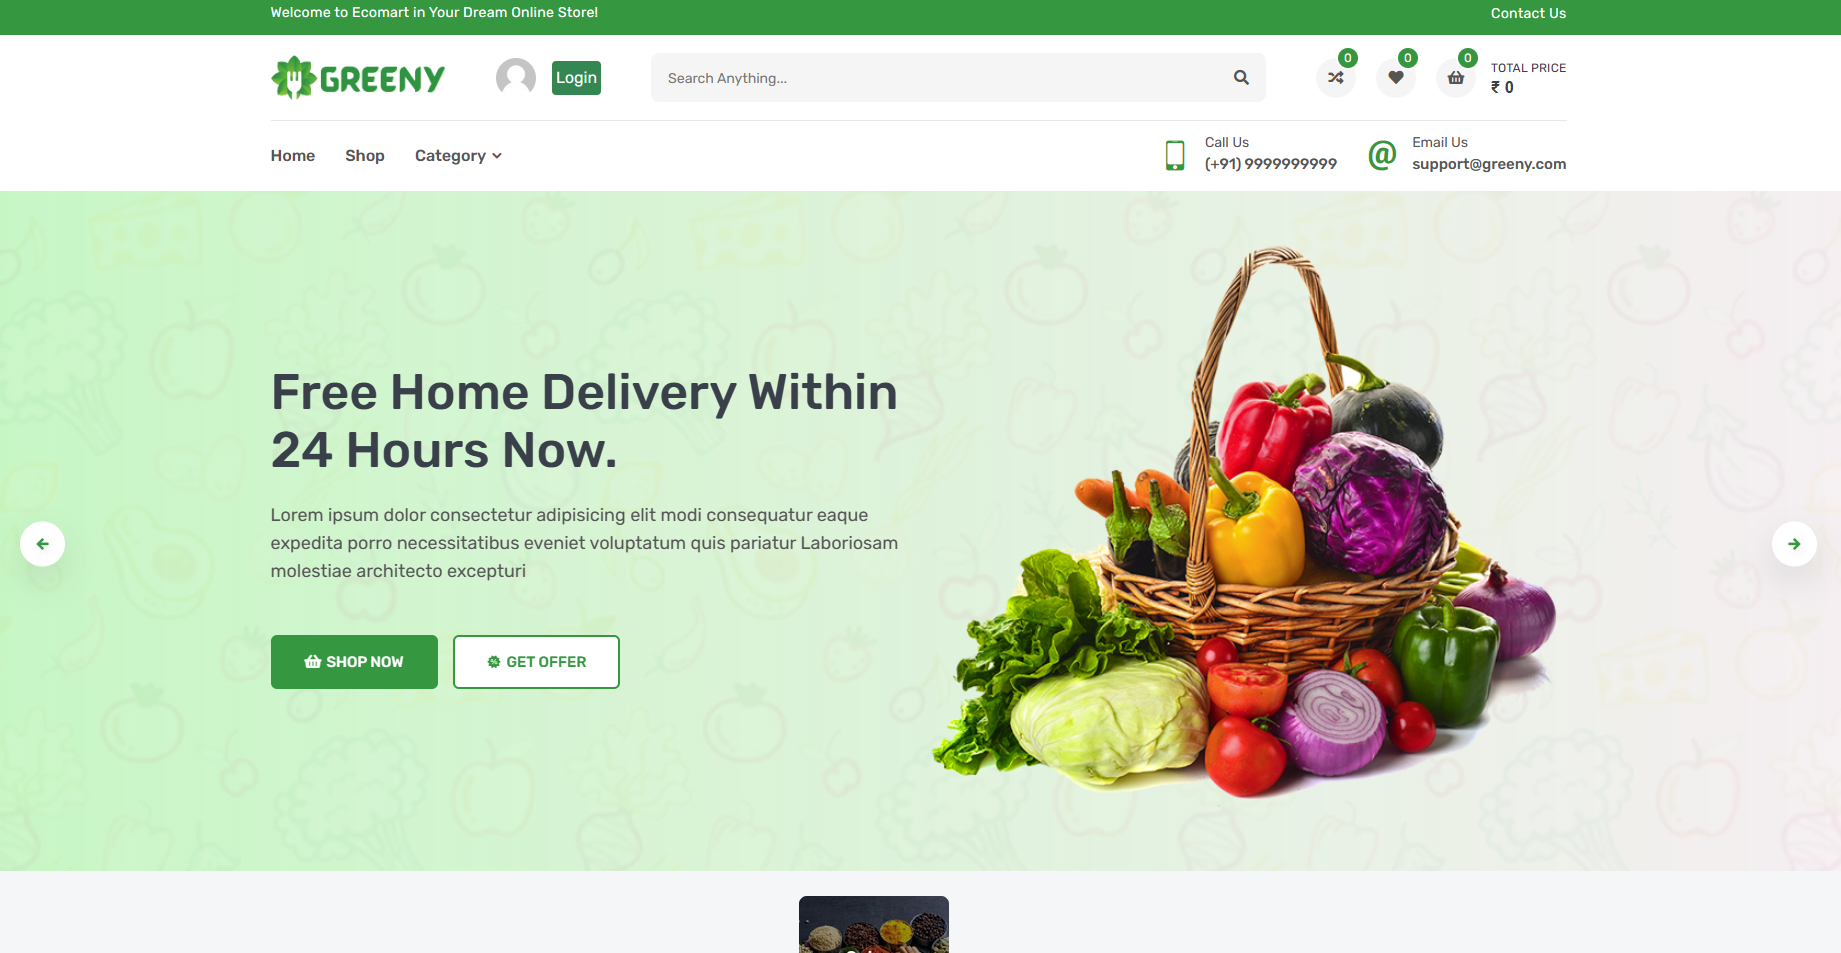 Welcome to Ecomart in Your Dream Online Store!
Contact Us
GREENY
Login
Search Anything...
0
0
0
TOTAL PRICE
₹ 0
Home
Shop
Category
Call Us
(+91) 9999999999
@
Email Us
support@greeny.com
Free Home Delivery Within
24 Hours Now.
Lorem ipsum dolor consectetur adipisicing elit modi consequatur eaque
expedita porro necessitatibus eveniet voluptatum quis pariatur Laboriosam
molestiae architecto excepturi
SHOP NOW
GET OFFER